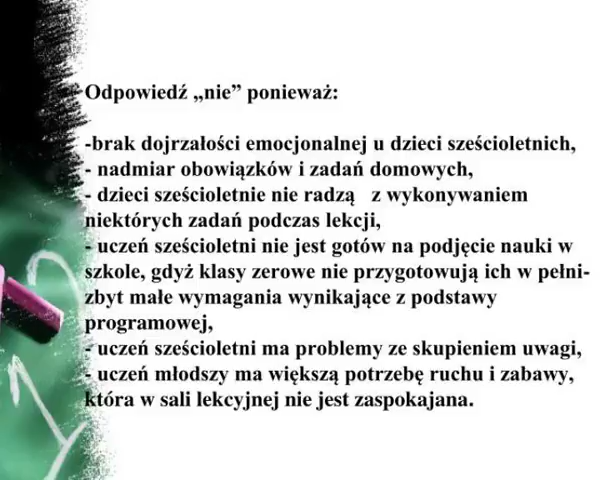 Odpowiedź „nie” ponieważ:
-brak dojrzałości emocjonalnej u dzieci sześcioletnich,
- nadmiar obowiązków i zadań domowych,
- dzieci sześcioletnie nie radzą z wykonywaniem
niektórych zadań podczas lekcji,
- uczeń sześcioletni nie jest gotów na podjęcie nauki w
szkole, gdyż klasy zerowe nie przygotowują ich w pełni-
zbyt małe wymagania wynikające z podstawy
programowej,
- uczeń sześcioletni ma problemy ze skupieniem uwagi,
- uczeń młodszy ma większą potrzebę ruchu i zabawy,
która w sali lekcyjnej nie jest zaspokajana.